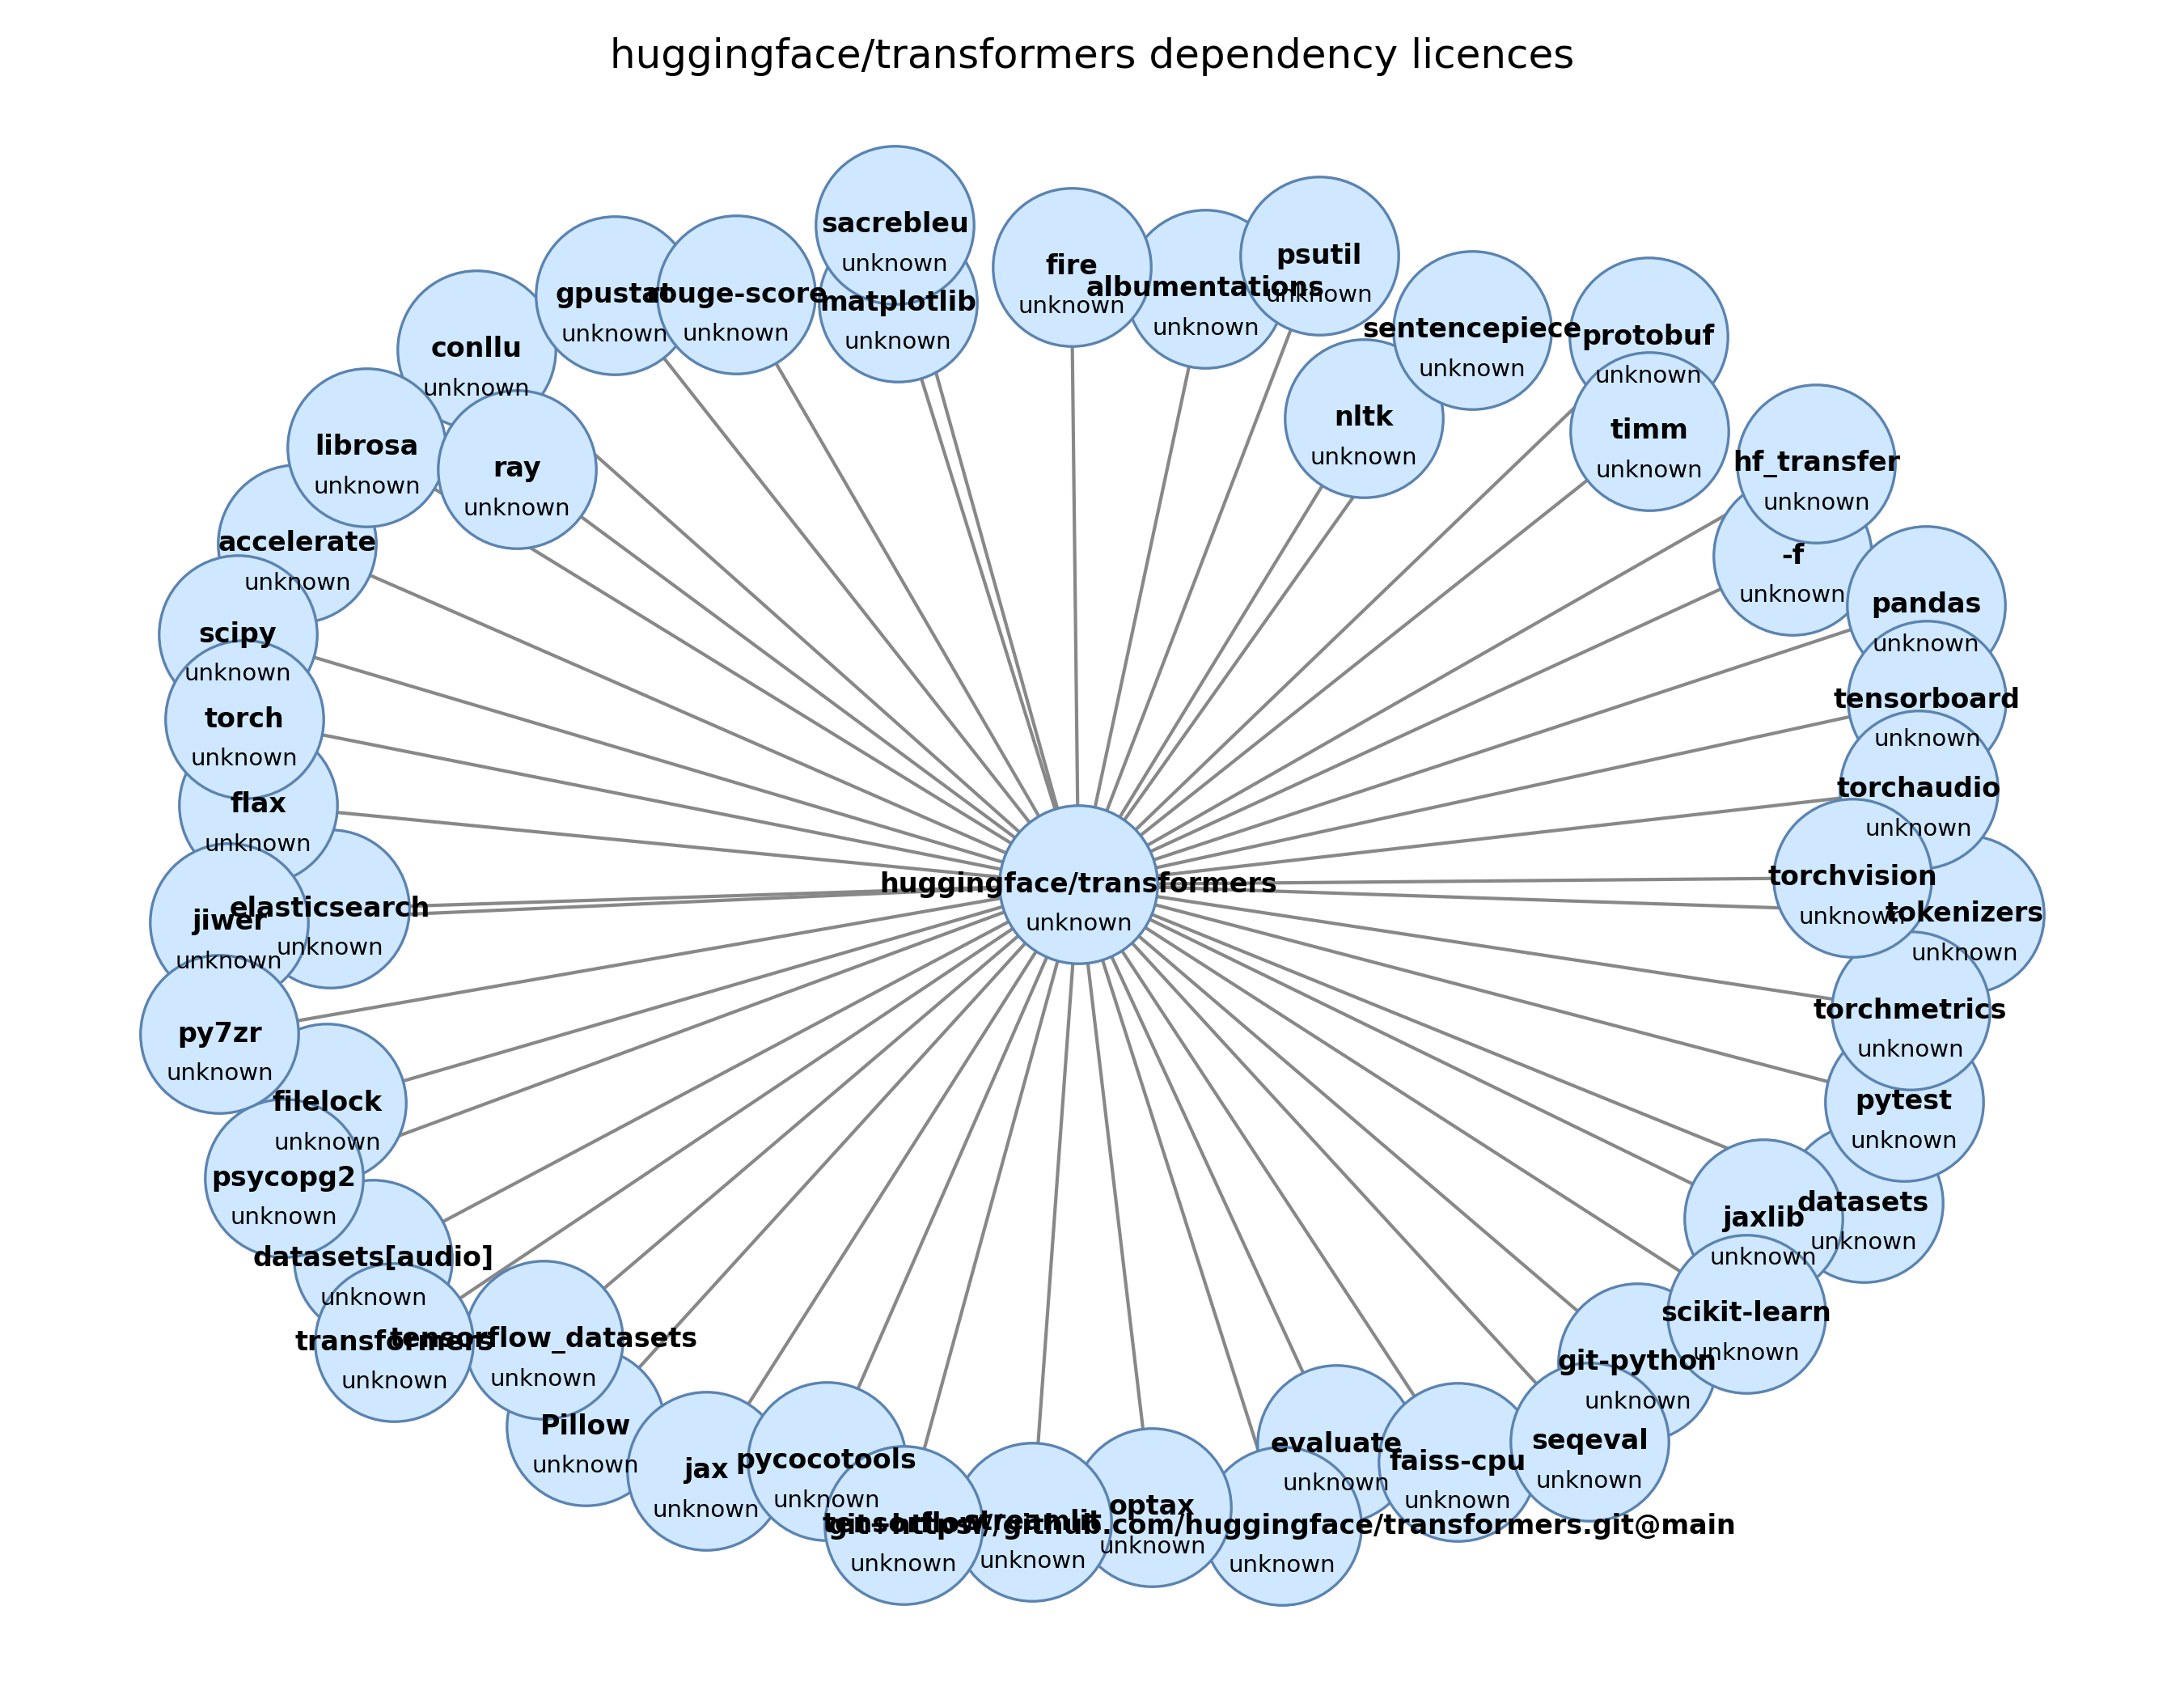 huggingface/transformers dependency licences
sacrebleu
unknown
fire
unknown
psutil
unknown
albumentations
unknown
gpustat
unknown
rouge-score
unknown
matplotlib
unknown
sentencepiece
unknown
protobuf
unknown
conllu
unknown
nltk
unknown
timm
unknown
librosa
unknown
ray
unknown
hf_transfer
unknown
accelerate
unknown
-f
unknown
pandas
unknown
scipy
unknown
tensorboard
unknown
torch
unknown
torchaudio
unknown
flax
unknown
torchvision
unknown
huggingface/transformers
unknown
elasticsearch
unknown
jiwer
unknown
tokenizers
unknown
torchmetrics
unknown
py7zr
unknown
filelock
unknown
pytest
unknown
psycopg2
unknown
datasets
unknown
jaxlib
unknown
datasets[audio]
unknown
scikit-learn
unknown
transformers
unknown
tensorflow_datasets
unknown
git-python
unknown
Pillow
unknown
seqeval
unknown
evaluate
unknown
faiss-cpu
unknown
jax
unknown
pycocotools
unknown
optax
unknown
tensorflow
unknown
streamlit
unknown
git+https://github.com/huggingface/transformers.git@main
unknown